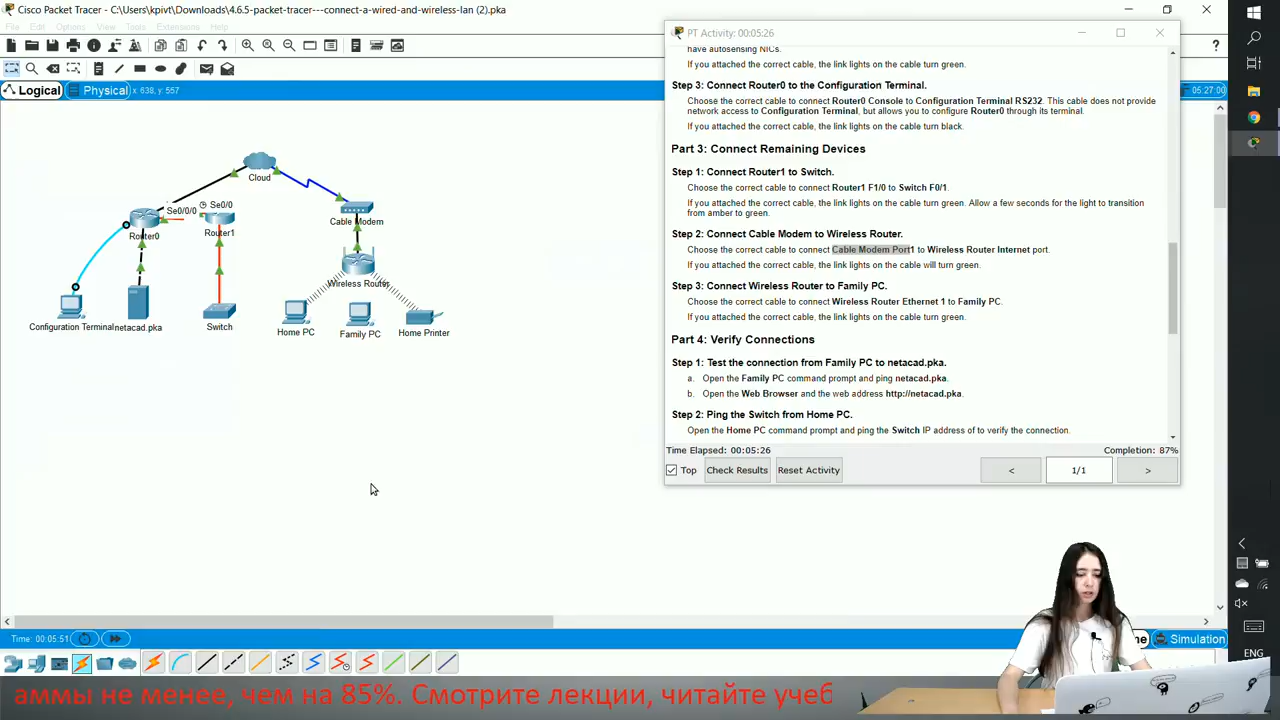 Cisco Packet Tracer - C:\Users\kpivt\Downloads\4.6.5-packet-tracer---connect-a-wired-and-wireless-lan (2).pka
File Edit Options View Tools Extensions Help
Logical
Physical
x: 638, y: 557
05:27:00
Cloud
Se0/0/0
Se0/0
Router0
Router1
Cable Modem
Wireless Router
Configuration Terminal
netacad.pka
Switch
Home PC
Family PC
Home Printer
PT Activity: 00:05:26
have autosensing NICs.
If you attached the correct cable, the link lights on the cable turn green.
Step 3: Connect Router0 to the Configuration Terminal.
Choose the correct cable to connect Router0 Console to Configuration Terminal RS232. This cable does not provide
network access to Configuration Terminal, but allows you to configure Router0 through its terminal.
If you attached the correct cable, the link lights on the cable turn black.
Part 3: Connect Remaining Devices
Step 1: Connect Router1 to Switch.
Choose the correct cable to connect Router1 F1/0 to Switch F0/1.
If you attached the correct cable, the link lights on the cable turn green. Allow a few seconds for the light to transition
from amber to green.
Step 2: Connect Cable Modem to Wireless Router.
Choose the correct cable to connect Cable Modem Port1 to Wireless Router Internet port.
If you attached the correct cable, the link lights on the cable will turn green.
Step 3: Connect Wireless Router to Family PC.
Choose the correct cable to connect Wireless Router Ethernet 1 to Family PC.
If you attached the correct cable, the link lights on the cable turn green.
Part 4: Verify Connections
Step 1: Test the connection from Family PC to netacad.pka.
a. Open the Family PC command prompt and ping netacad.pka.
b. Open the Web Browser and the web address http://netacad.pka.
Step 2: Ping the Switch from Home PC.
Open the Home PC command prompt and ping the Switch IP address of to verify the connection.
Time Elapsed: 00:05:26
Completion: 87%
Top
Check Results
Reset Activity
<
1/1
>
Time: 00:05:51
me
Simulation
ENG
аммы не менее, чем на 85%. Смотрите лекции, читайте учеб